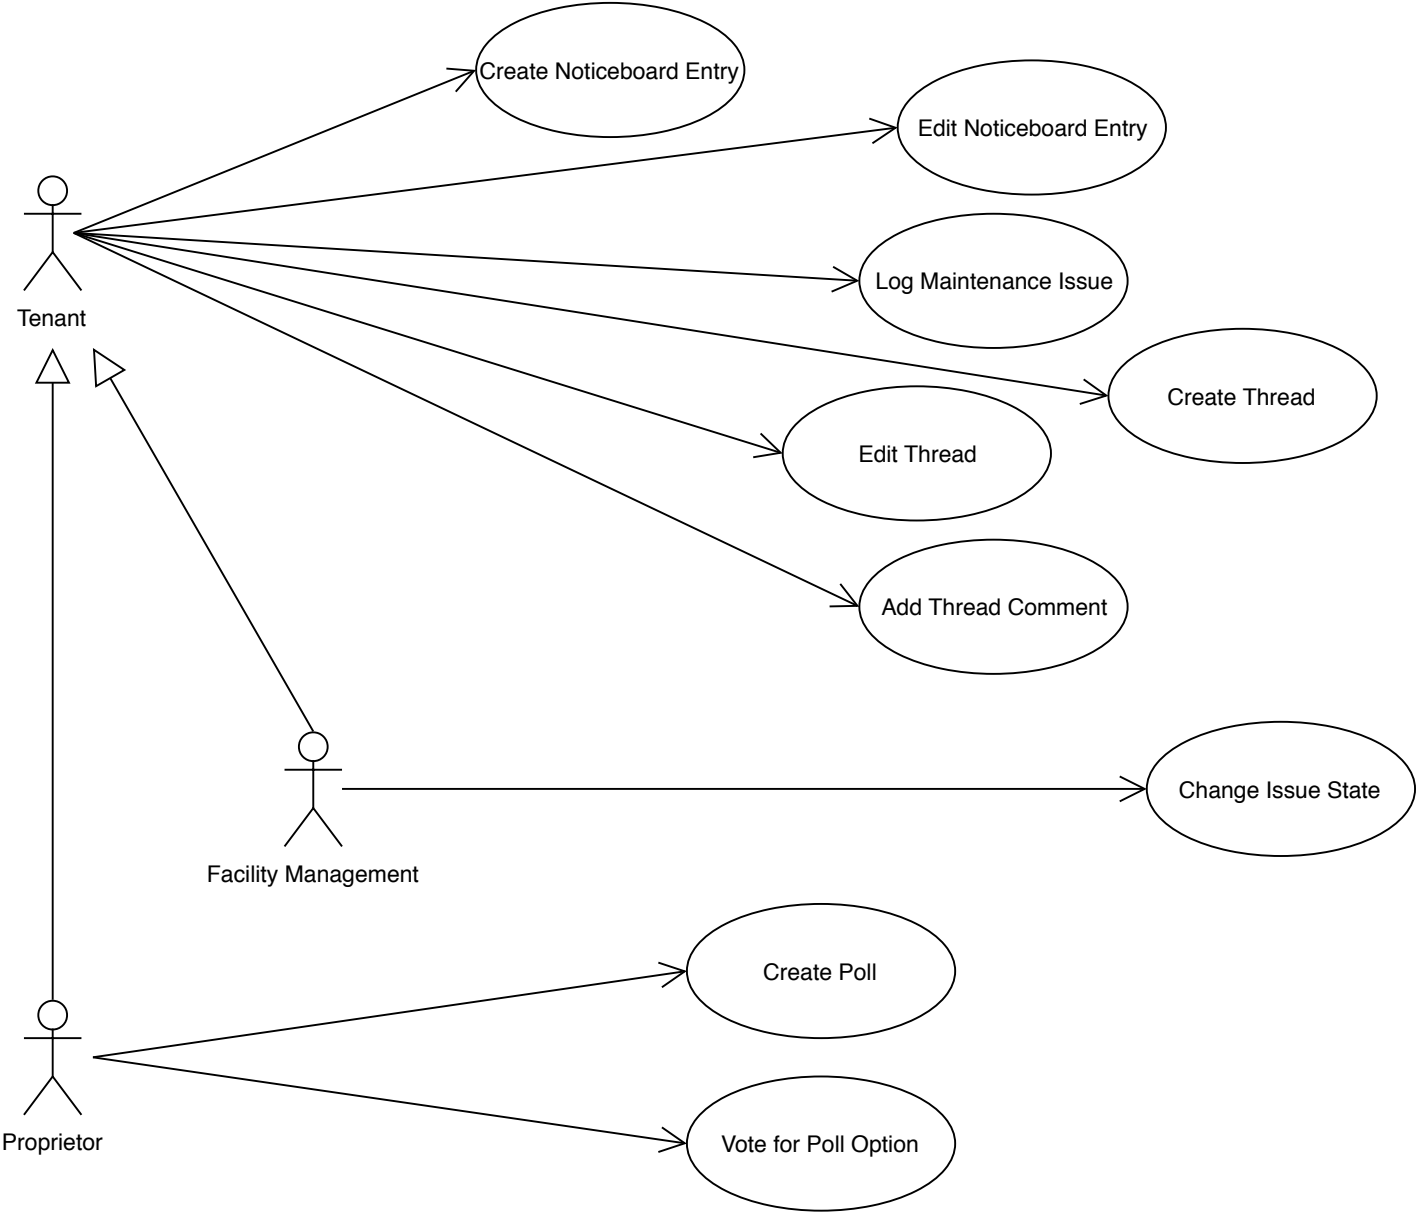 Create Noticeboard Entry
Edit Noticeboard Entry
Log Maintenance Issue
Tenant
Create Thread
Edit Thread
Add Thread Comment
Change Issue State
Facility Management
Create Poll
Proprietor
Vote for Poll Option